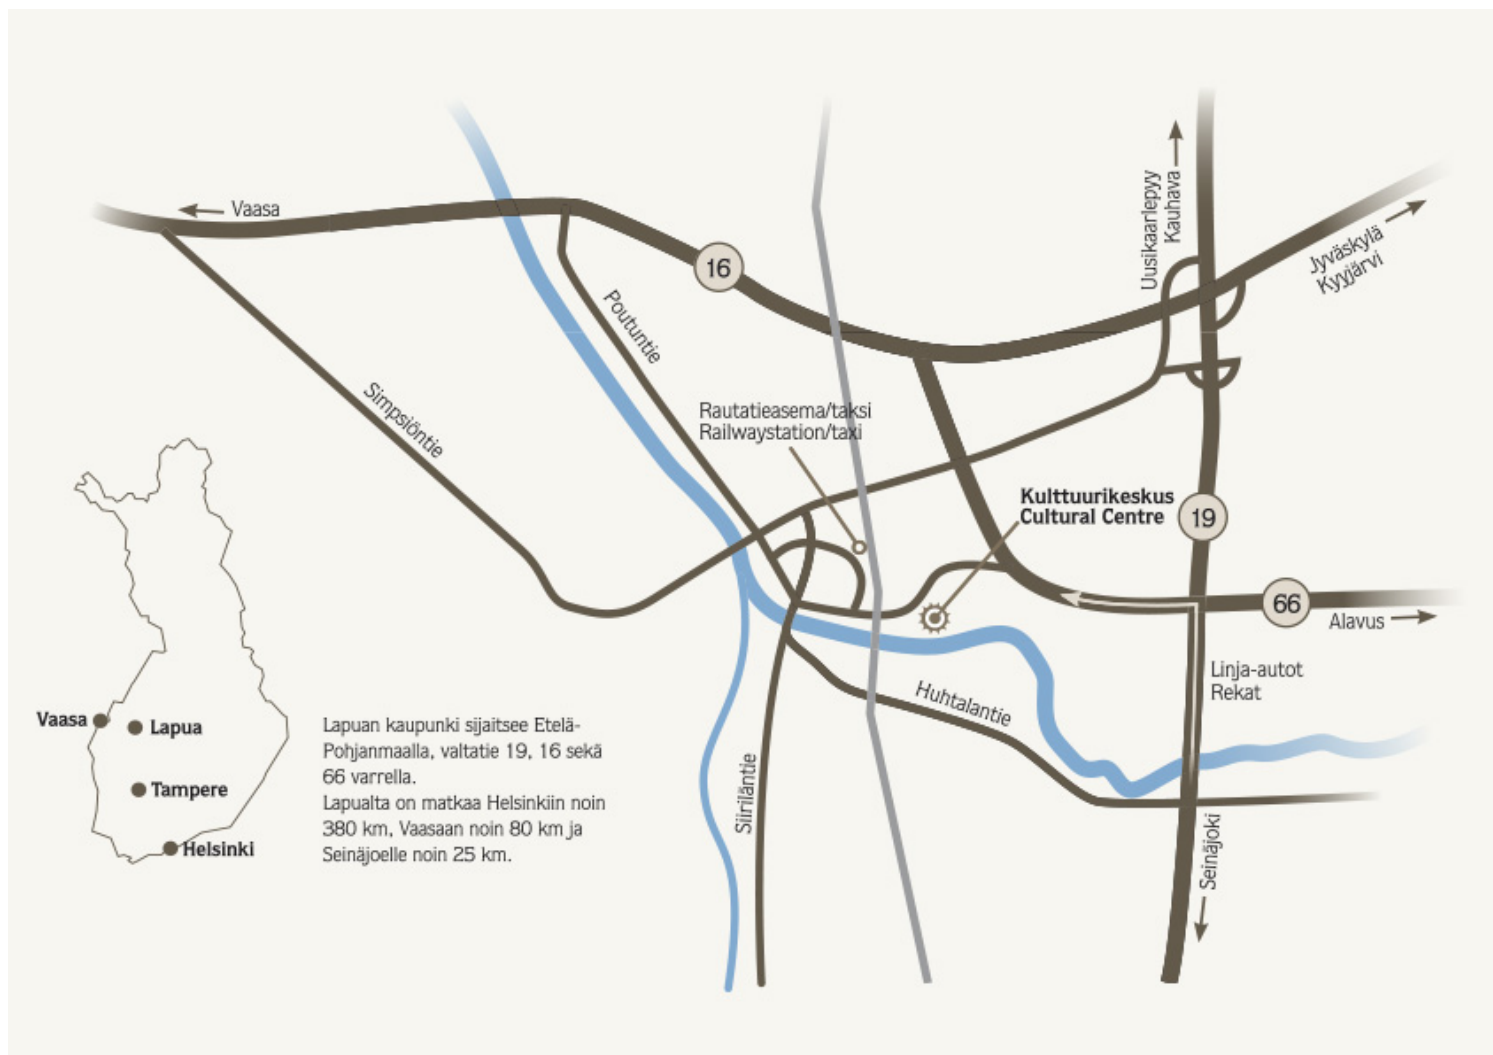 Vaasa
16
Uusikaarlepyy
Kauhava
Jyväskylä
Kyyjärvi
Poutuntie
Simpsiöntie
Rautatieasema/taksi
Railwaystation/taxi
Kulttuurikeskus
Cultural Centre
19
66
Alavus
Linja-autot
Rekat
Huhtalantie
Siiriläntie
Seinäjoki
Vaasa
Lapua
Tampere
Helsinki
Lapuan kaupunki sijaitsee Etelä-
Pohjanmaalla, valtatie 19, 16 sekä
66 varrella.
Lapualta on matkaa Helsinkiin noin
380 km, Vaasaan noin 80 km ja
Seinäjoelle noin 25 km.